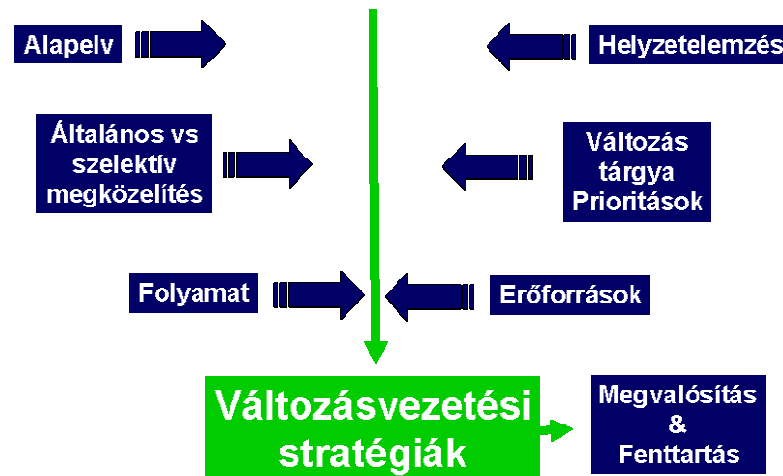 Alapelv
Helyzetelemzés
Általános vs
szelektív
megközelítés
Változás
tárgya
Prioritások
Folyamat
Erőforrások
Változásvezetési
stratégiák
Megvalósítás
&
Fenttartás